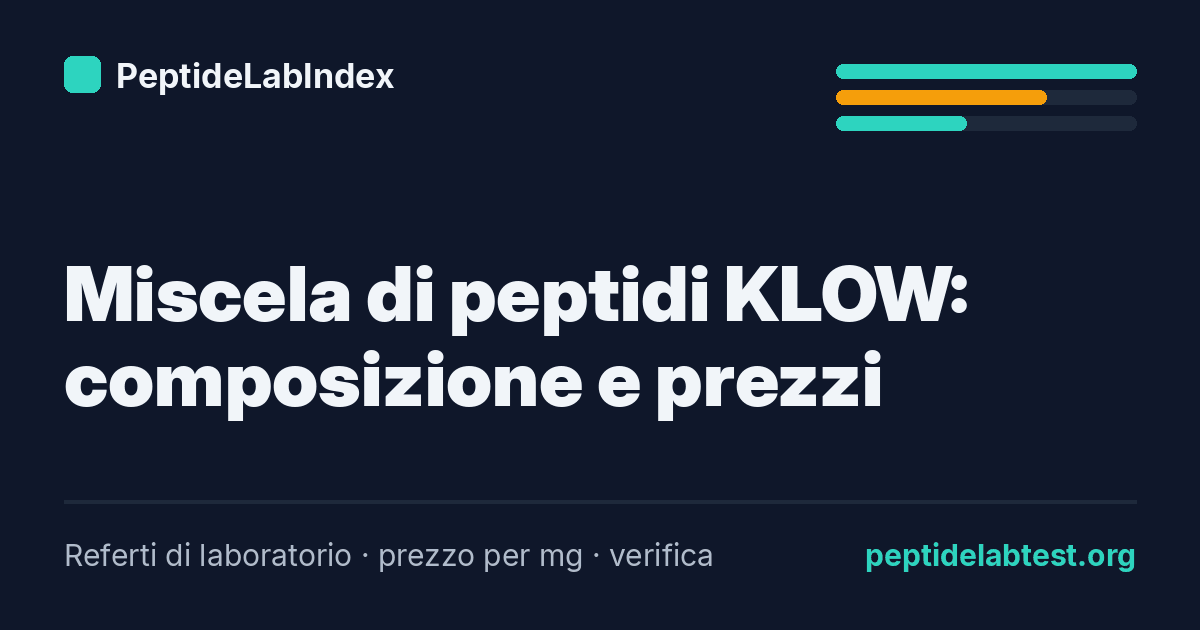 PeptideLabIndex
Miscela di peptidi KLOW:
composizione e prezzi
Referti di laboratorio · prezzo per mg · verifica
peptidelabtest.org